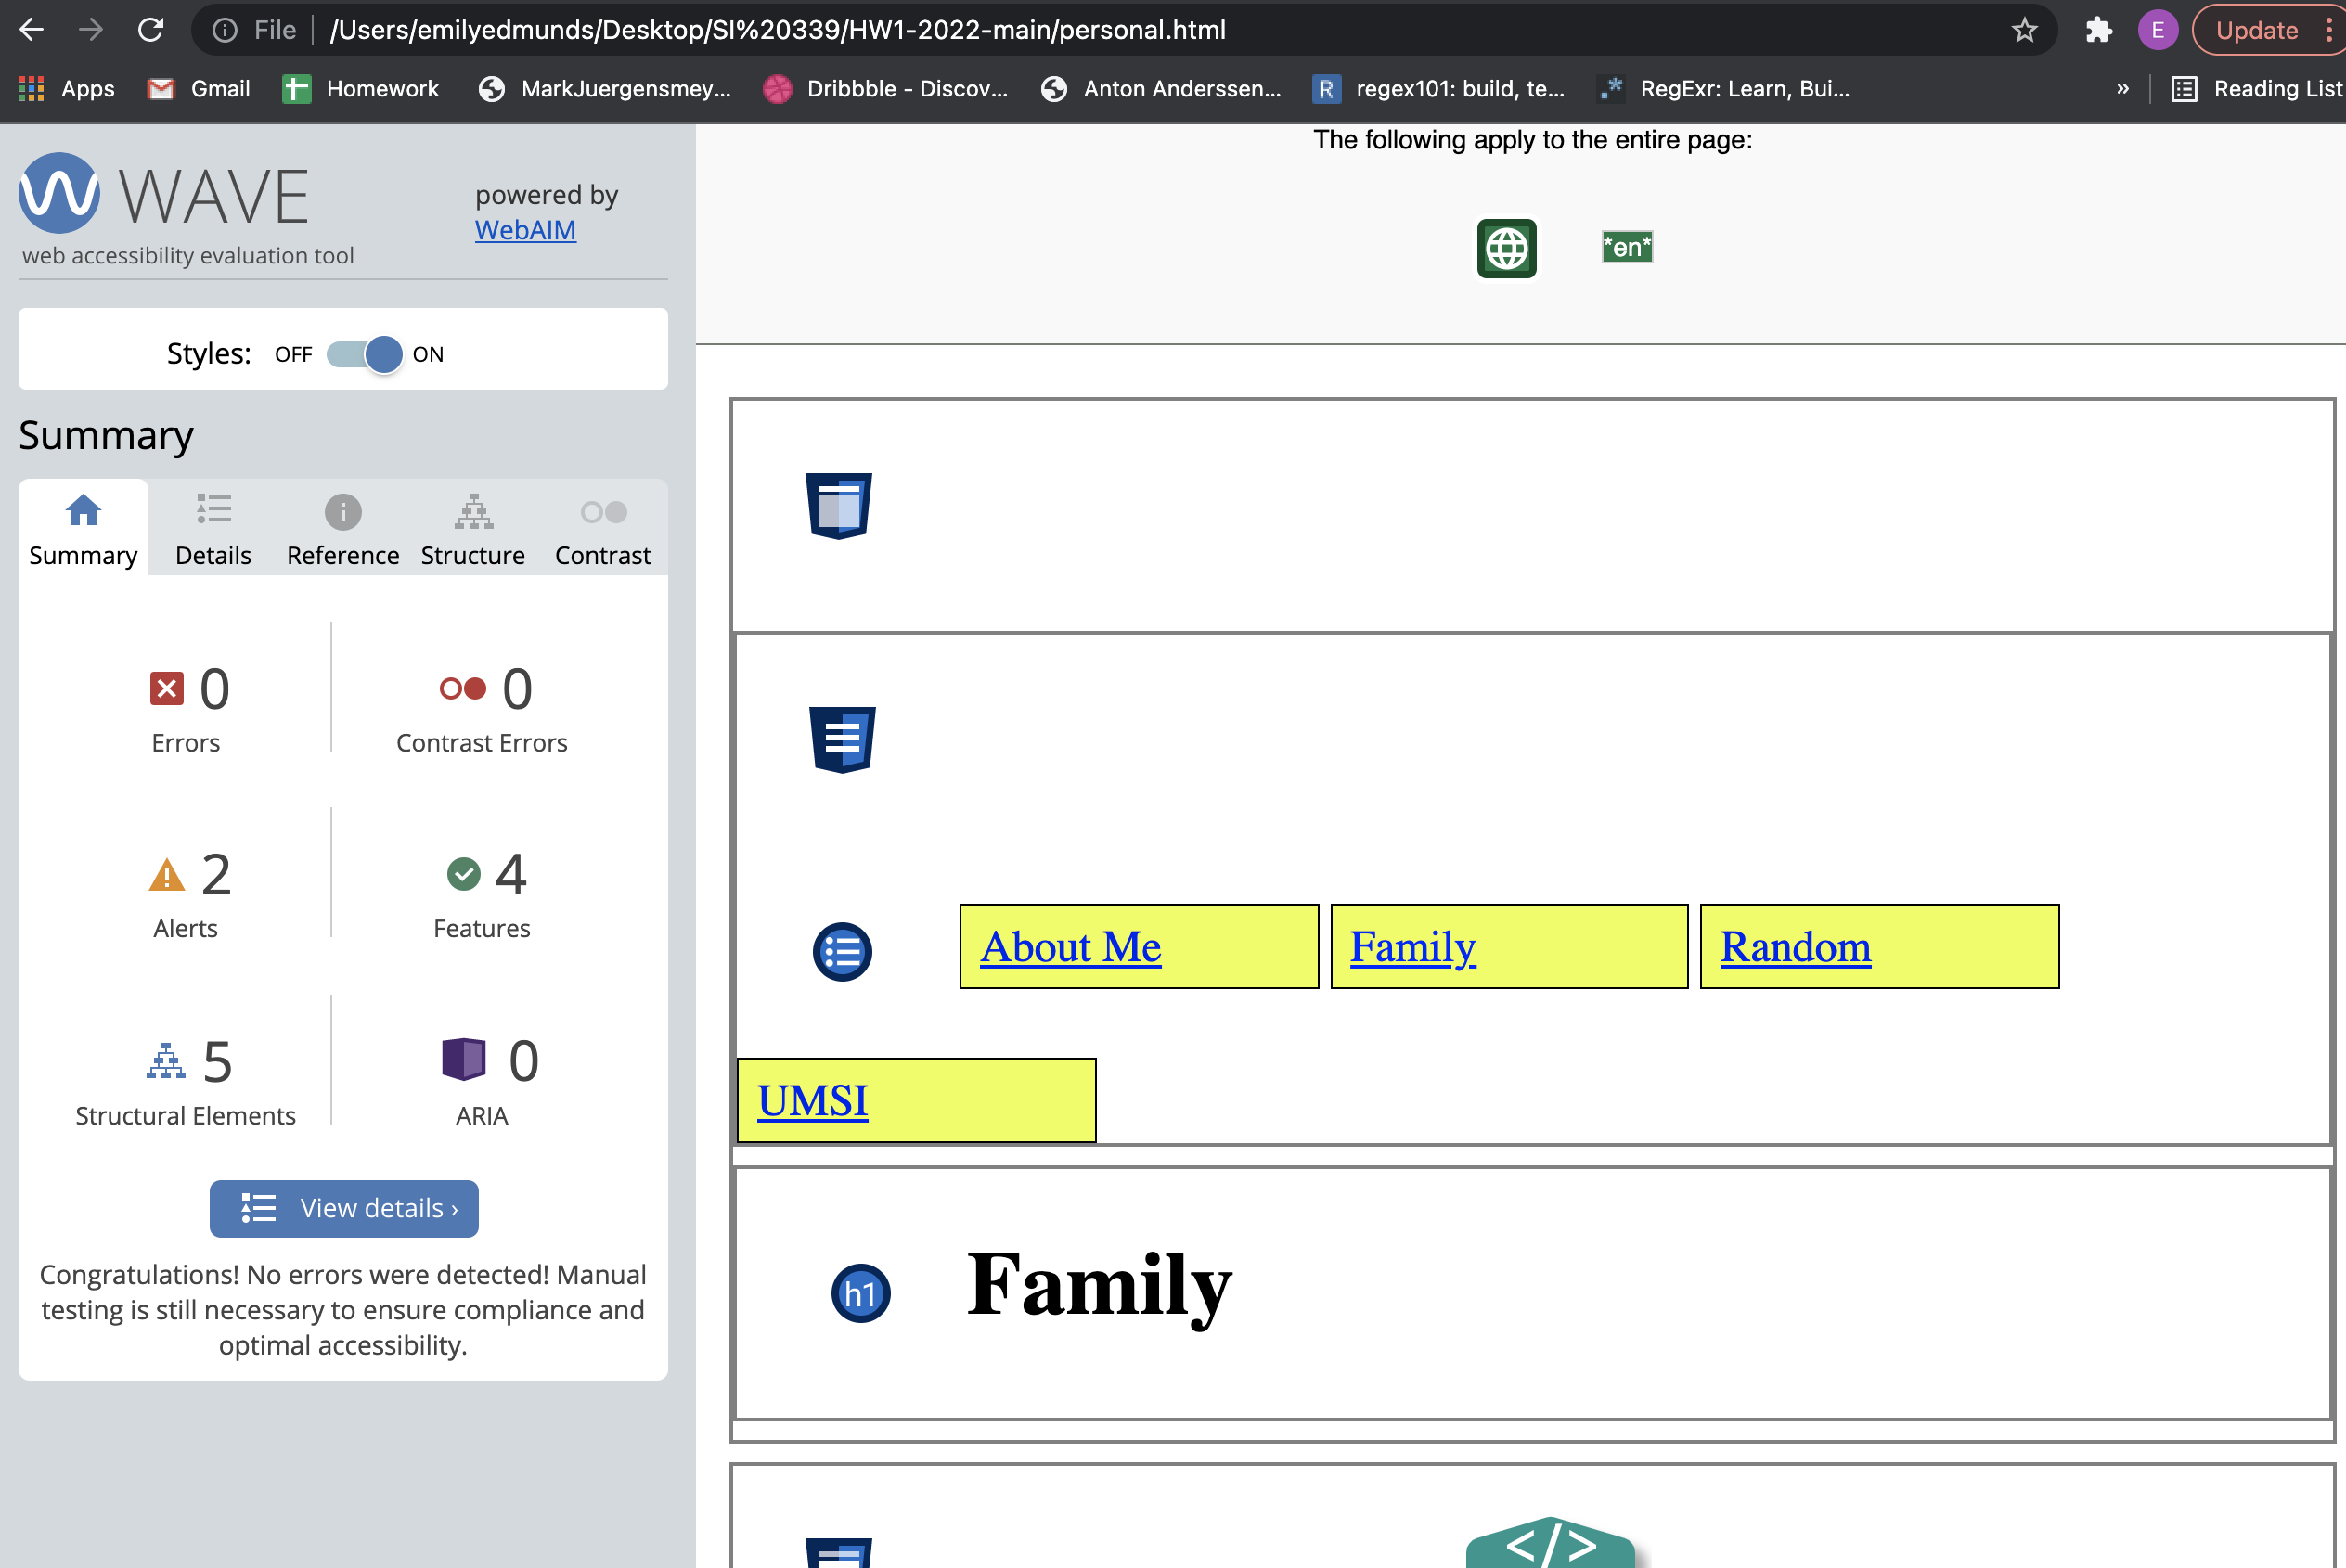 File /Users/emilyedmunds/Desktop/SI%20339/HW1-2022-main/personal.html E Update
Apps Gmail Homework MarkJuergensmey... Dribbble - Discov... Anton Anderssen... R regex101: build, te... .* RegExr: Learn, Bui... » Reading List
WAVE
powered by
WebAIM
web accessibility evaluation tool
Styles: OFF ON
Summary
Summary Details Reference Structure Contrast
0 Errors
0 Contrast Errors
2 Alerts
4 Features
5 Structural Elements
0 ARIA
View details ›
Congratulations! No errors were detected! Manual
testing is still necessary to ensure compliance and
optimal accessibility.
The following apply to the entire page:
*en*
About Me Family Random
UMSI
h1 Family
</>